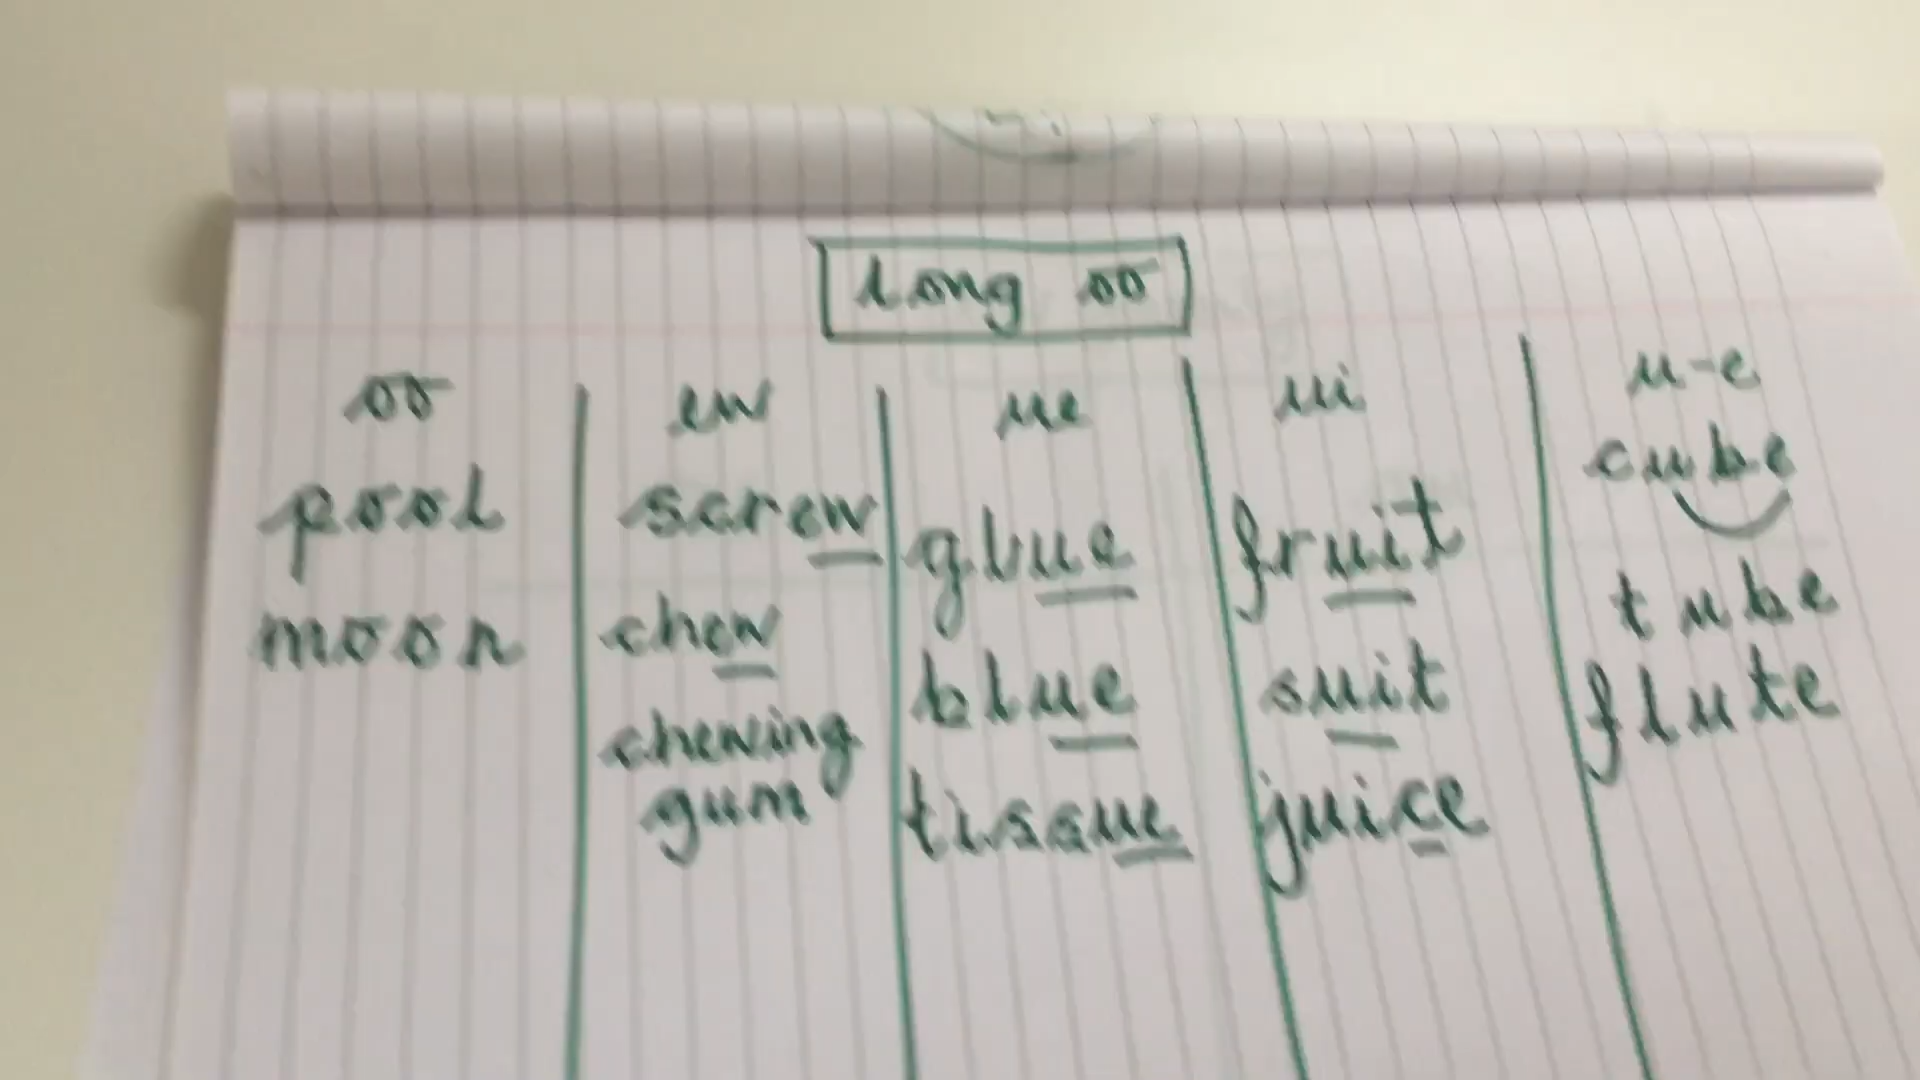 long oo
oo
pool
moon
ew
screw
chew
chewing
gum
ue
glue
blue
tissue
ui
fruit
suit
juice
u-e
cube
tube
flute